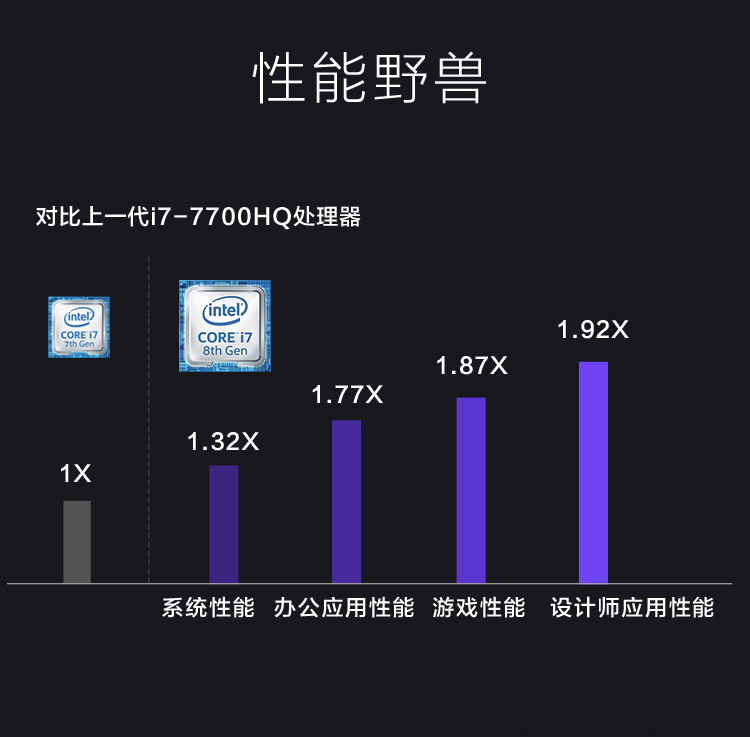 性能野兽
对比上一代i7-7700HQ处理器
intel
CORE i7
7th Gen
intel
CORE™ i7
8th Gen
1X
1.32X
1.77X
1.87X
1.92X
系统性能
办公应用性能
游戏性能
设计师应用性能